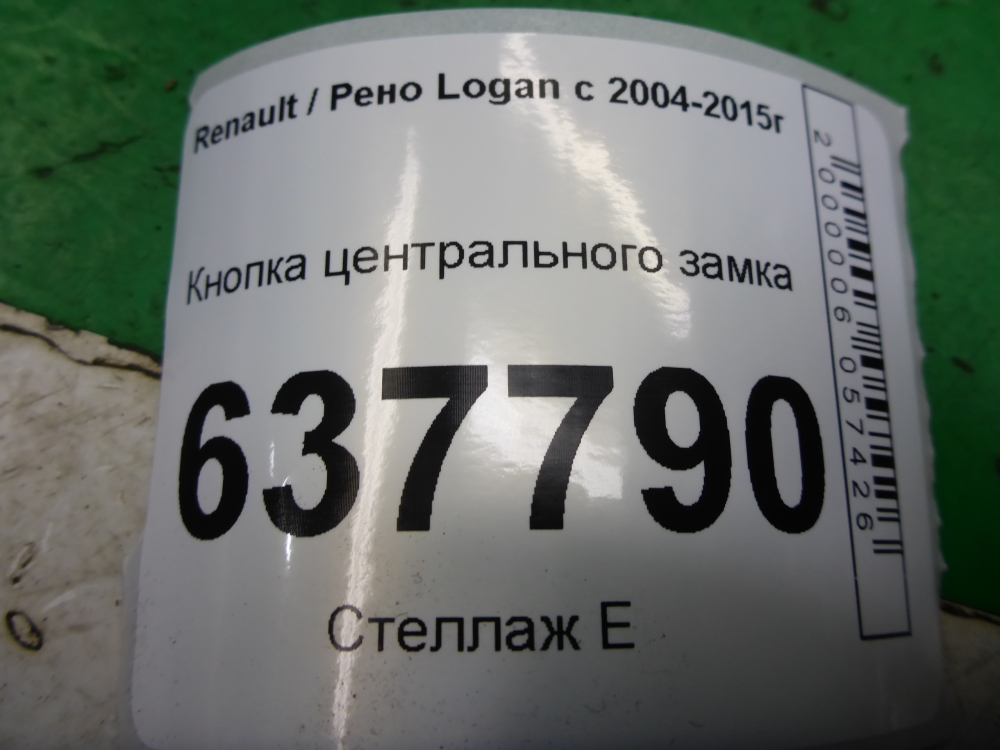 Renault / Рено Logan с 2004-2015г
Кнопка центрального замка
637790
Стеллаж Е
2000006057426